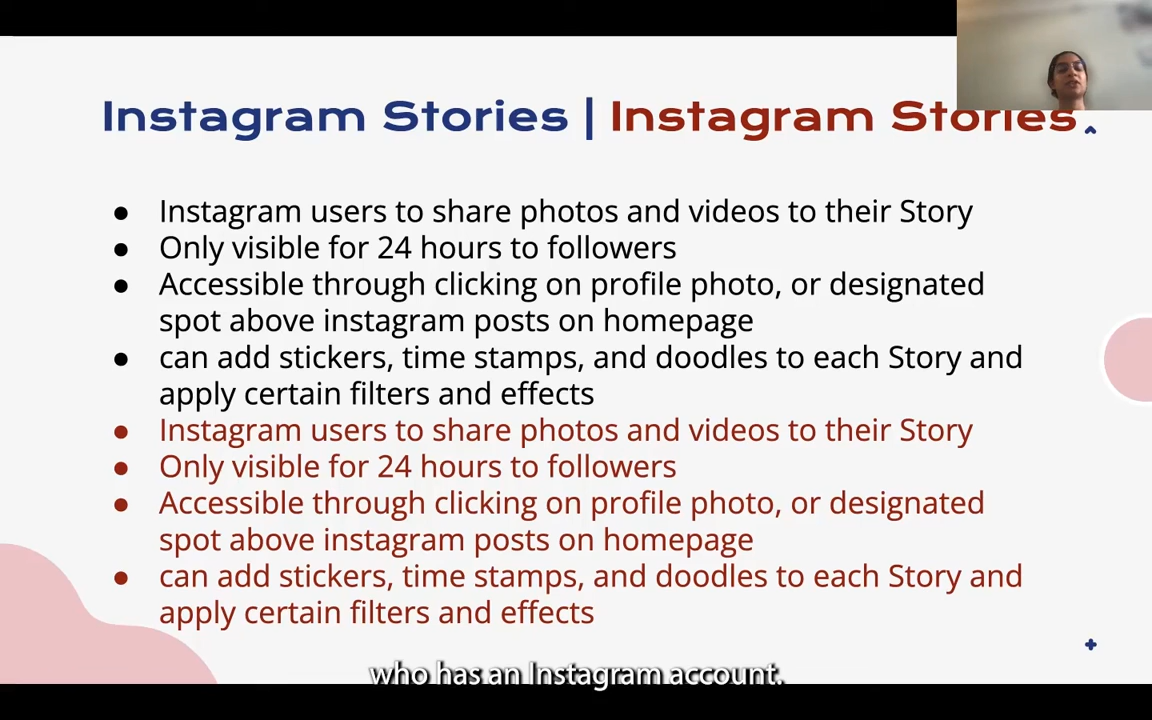 Instagram Stories | Instagram Stories
● Instagram users to share photos and videos to their Story
● Only visible for 24 hours to followers
● Accessible through clicking on profile photo, or designated
spot above instagram posts on homepage
● can add stickers, time stamps, and doodles to each Story and
apply certain filters and effects
● Instagram users to share photos and videos to their Story
● Only visible for 24 hours to followers
● Accessible through clicking on profile photo, or designated
spot above instagram posts on homepage
● can add stickers, time stamps, and doodles to each Story and
apply certain filters and effects
who has an Instagram account.